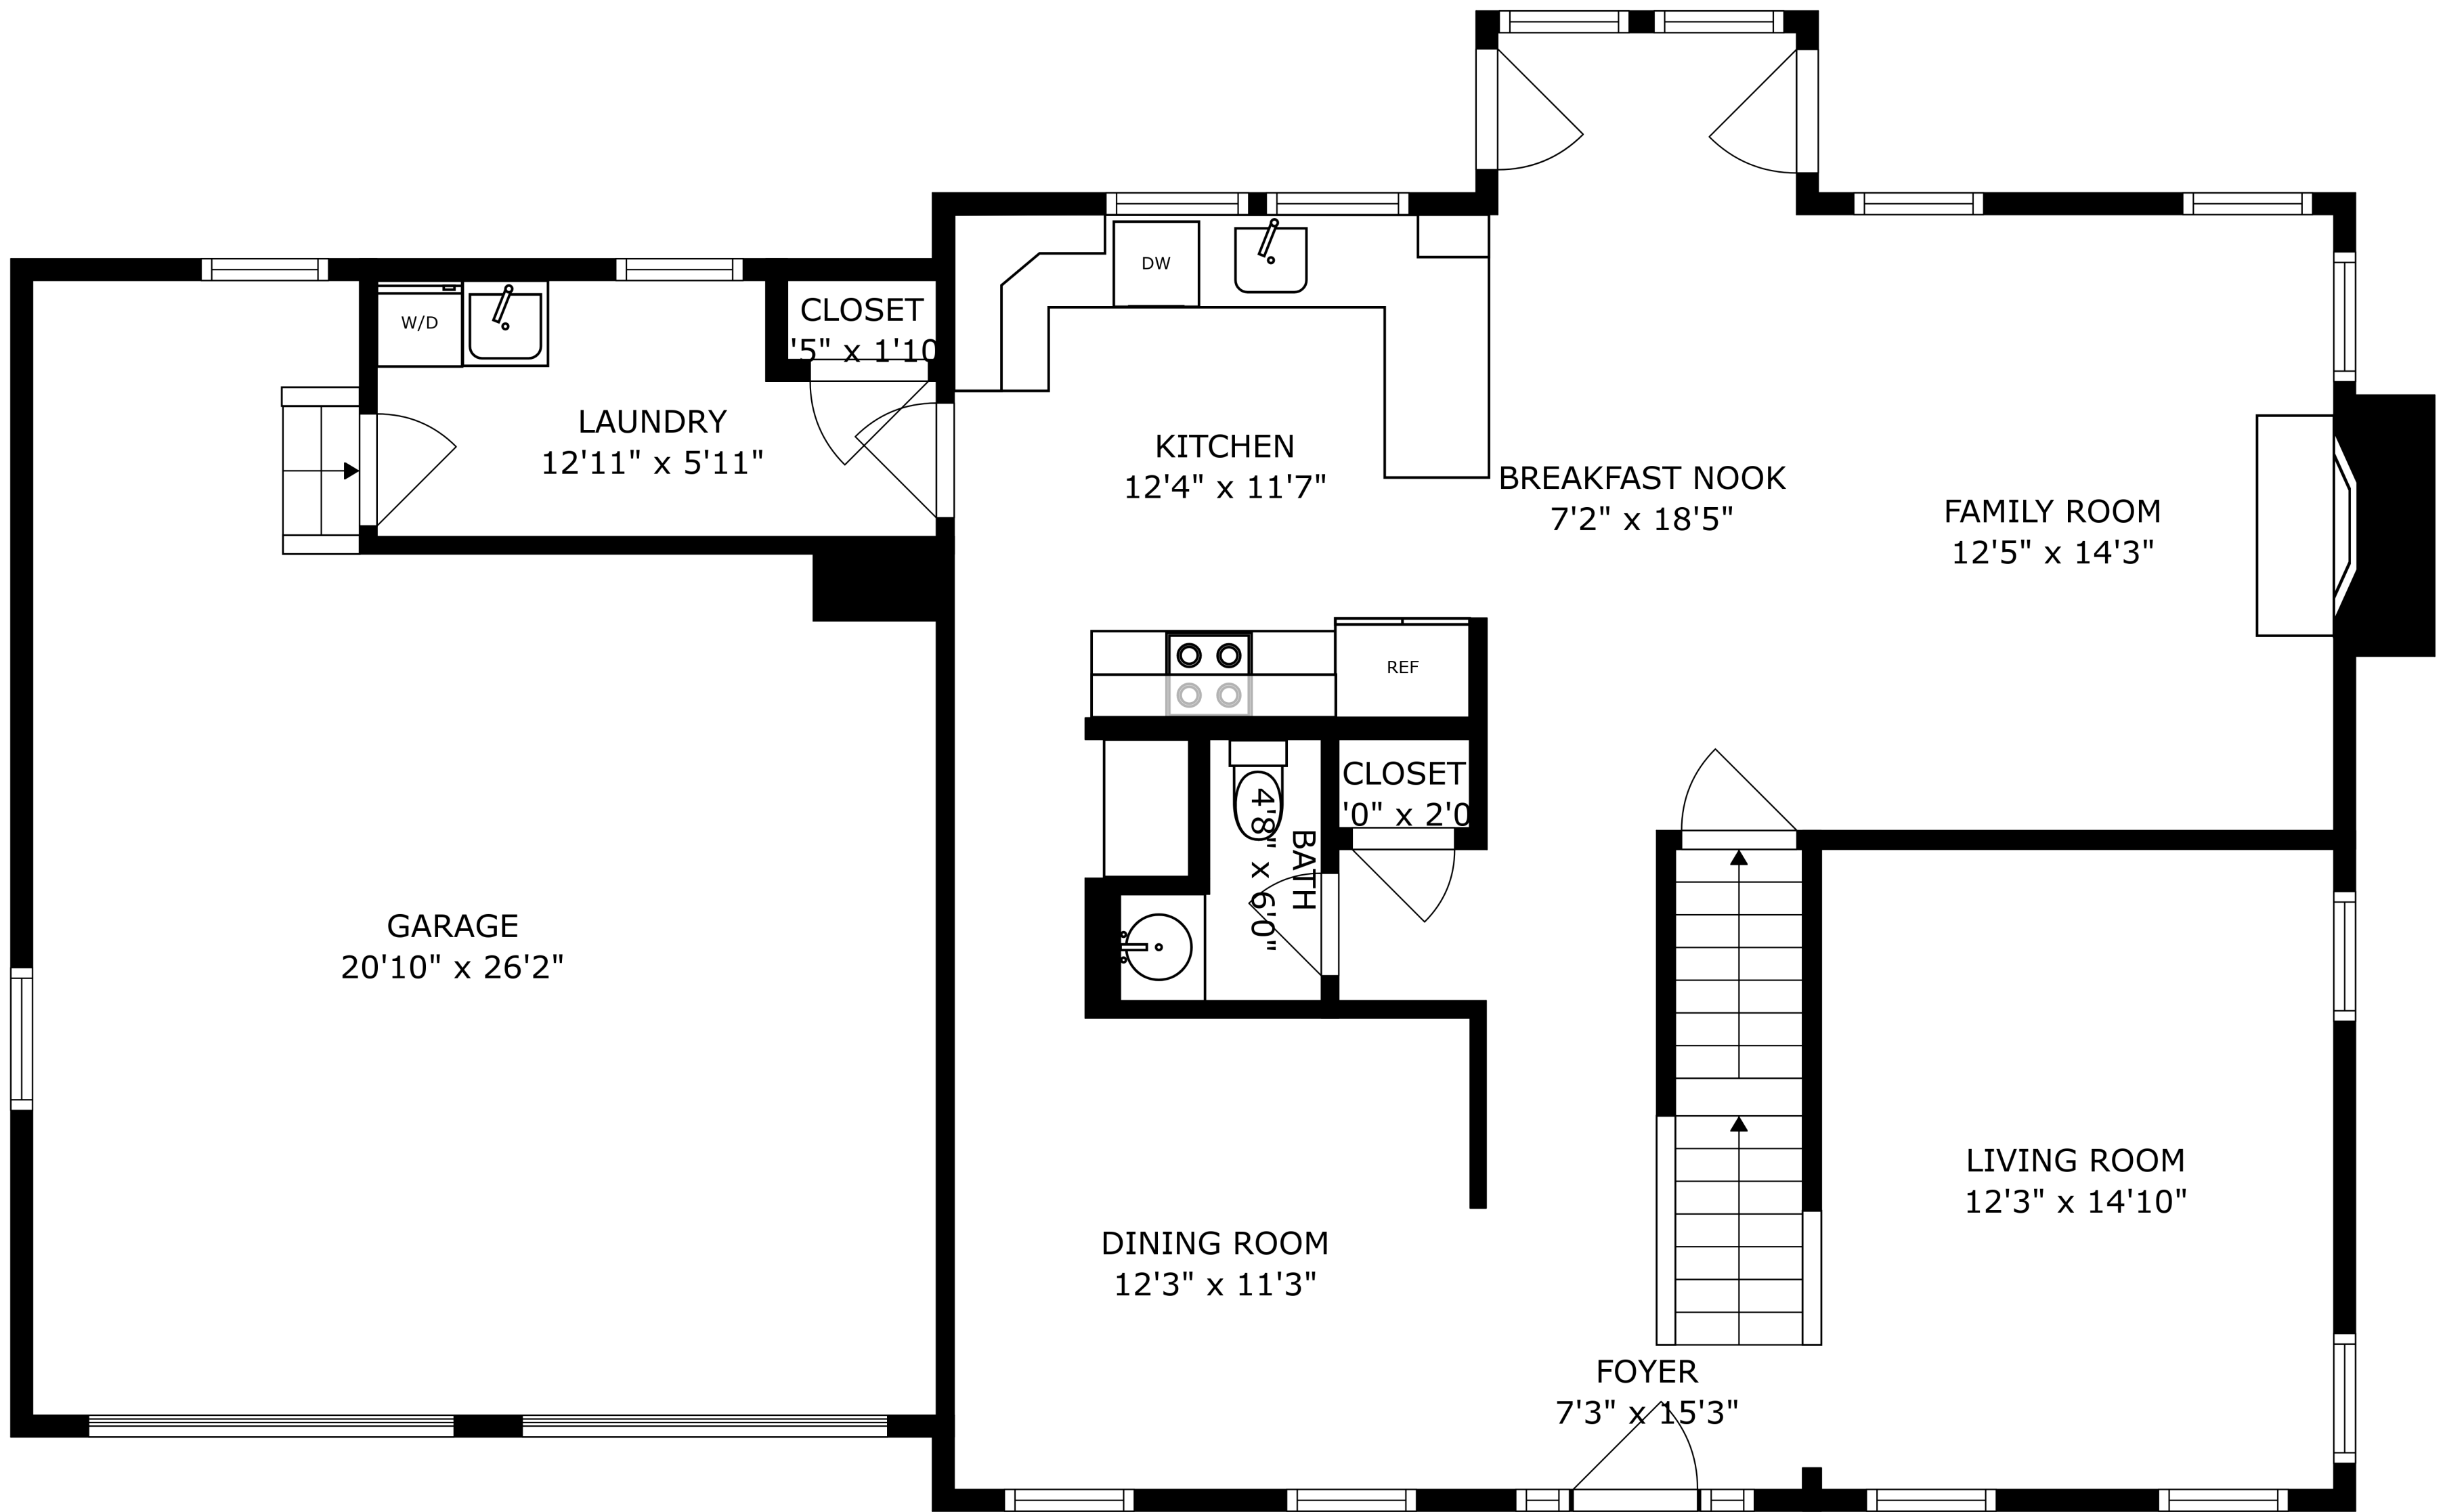 DW
CLOSET
'5" x 1'10
W/D
LAUNDRY
12'11" x 5'11"
KITCHEN
12'4" x 11'7"
BREAKFAST NOOK
7'2" x 18'5"
FAMILY ROOM
12'5" x 14'3"
REF
CLOSET
'0" x 2'0
BATH
4'8" x 6'0"
GARAGE
20'10" x 26'2"
LIVING ROOM
12'3" x 14'10"
DINING ROOM
12'3" x 11'3"
FOYER
7'3" x 15'3"